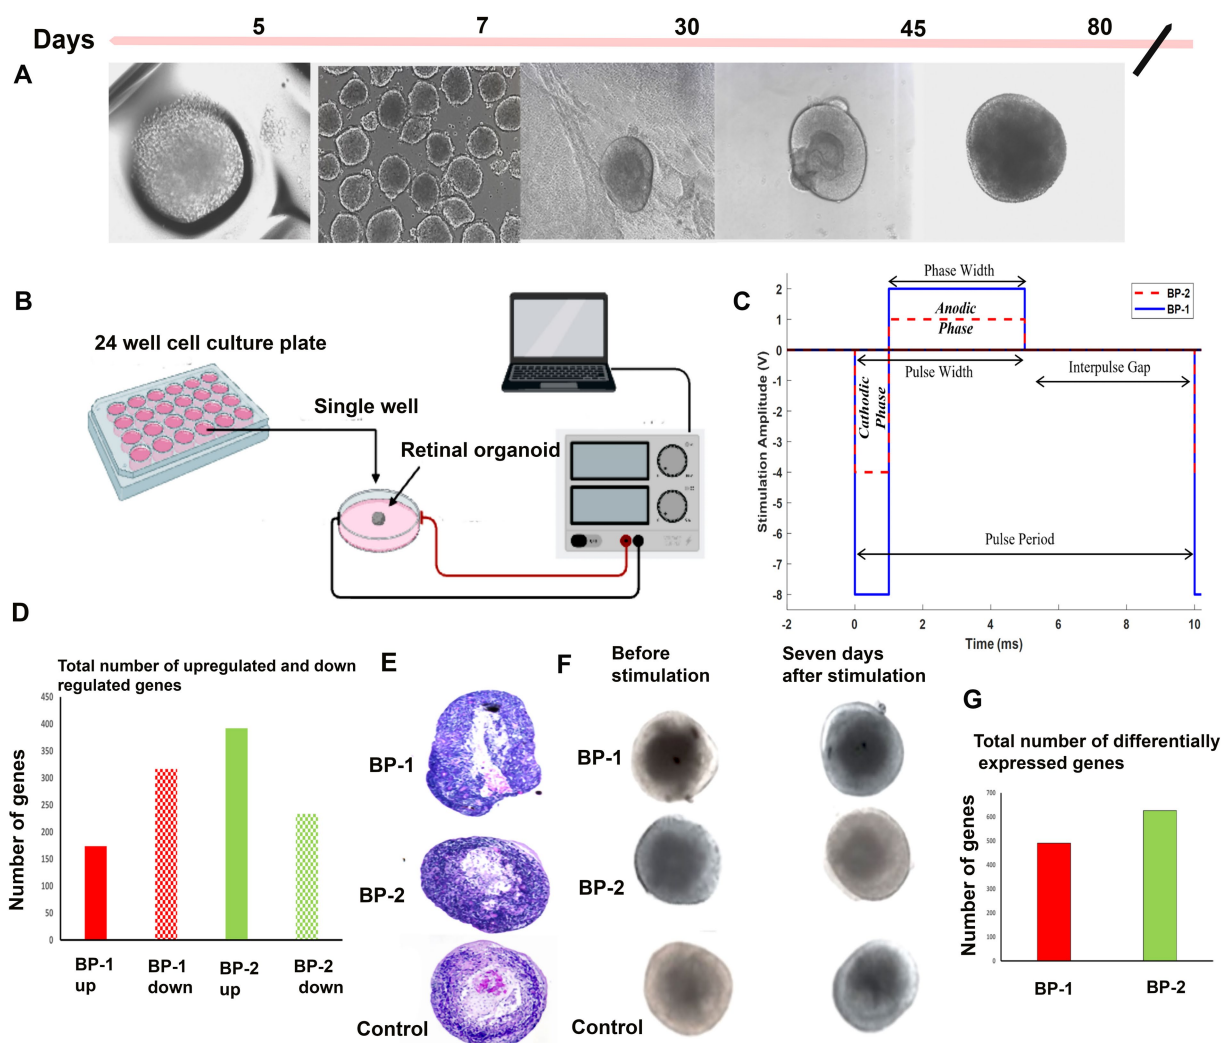 Days 5 7 30 45 80
A
B
24 well cell culture plate
Single well
Retinal organoid
C
Phase Width
BP-2
BP-1
Anodic
Phase
Pulse Width
Interpulse Gap
Cathodic
Phase
Pulse Period
Stimulation Amplitude (V)
2
1
0
-1
-2
-3
-4
-5
-6
-7
-8
-2 0 2 4 6 8 10
Time (ms)
D
Total number of upregulated and down
regulated genes
Number of genes
450
400
350
300
250
200
150
100
50
0
BP-1
up
BP-1
down
BP-2
up
BP-2
down
E
BP-1
BP-2
Control
F
Before
stimulation
Seven days
after stimulation
BP-1
BP-2
Control
G
Total number of differentially
expressed genes
Number of genes
700
600
500
400
300
200
100
0
BP-1 BP-2